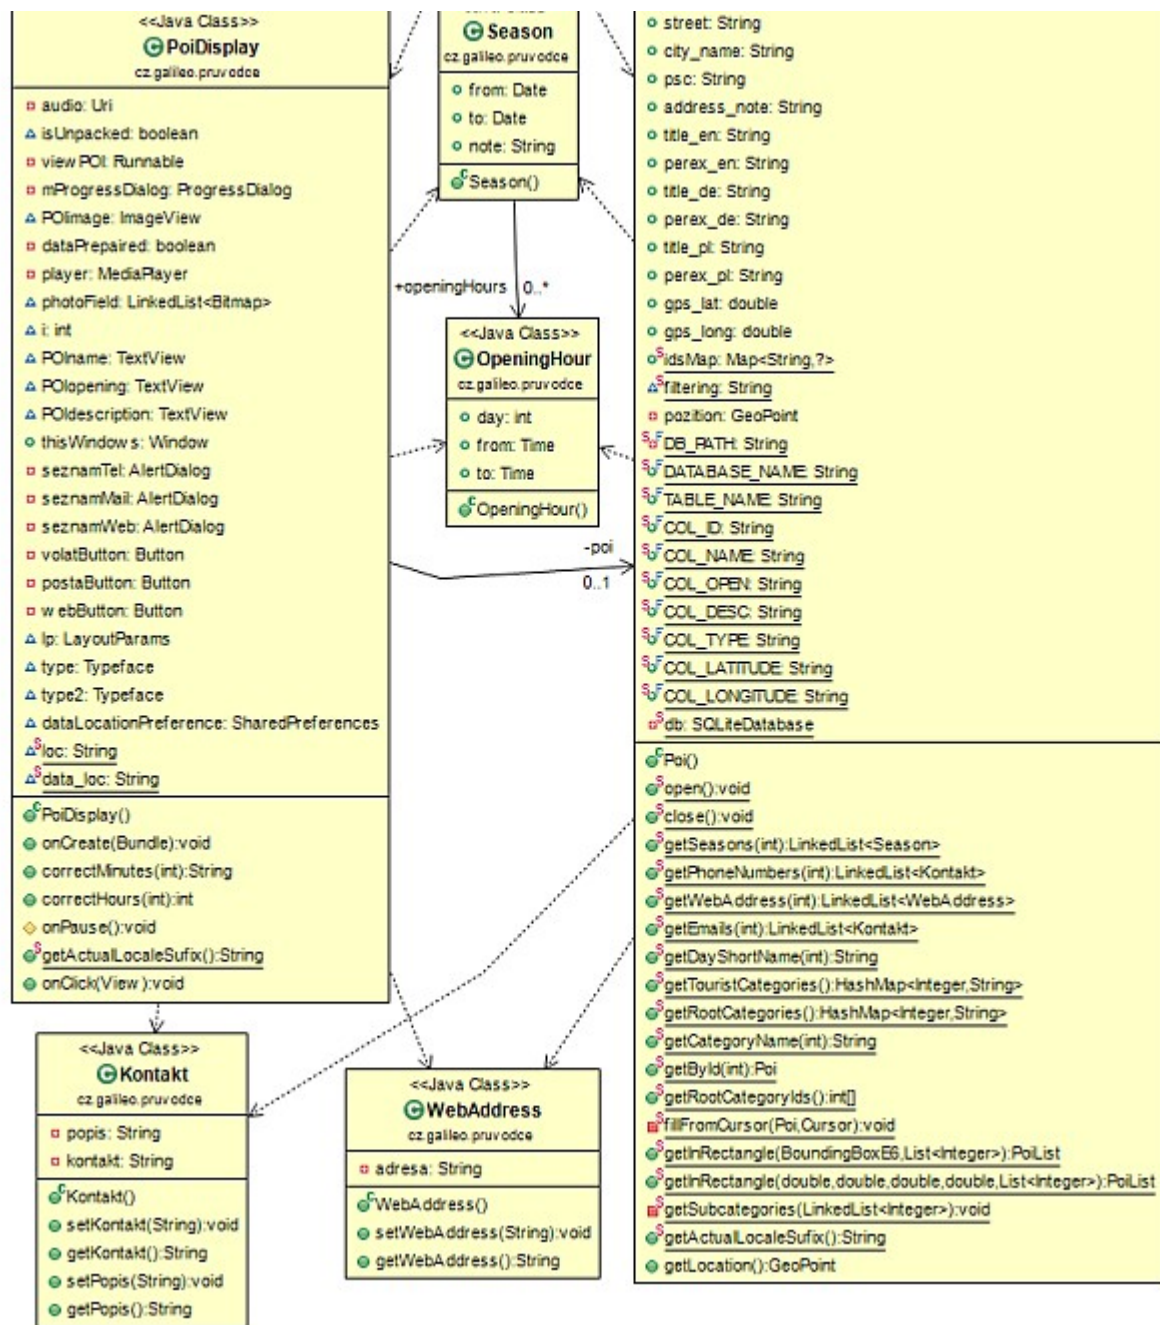 <<Java Class>>
PoiDisplay
cz.galileo.pruvodce
audio: Uri
isUnpacked: boolean
viewPOI: Runnable
mProgressDialog: ProgressDialog
POIimage: ImageView
dataPrepaired: boolean
player: MediaPlayer
photoField: LinkedList<Bitmap>
i: int
POIname: TextView
POIopening: TextView
POIdescription: TextView
thisWindows: Window
seznamTel: AlertDialog
seznamMail: AlertDialog
seznamWeb: AlertDialog
volatButton: Button
postaButton: Button
webButton: Button
lp: LayoutParams
type: Typeface
type2: Typeface
dataLocationPreference: SharedPreferences
loc: String
data_loc: String
PoiDisplay()
onCreate(Bundle):void
correctMinutes(int):String
correctHours(int):int
onPause():void
getActualLocaleSufix():String
onClick(View):void
Season
cz.galileo.pruvodce
from: Date
to: Date
note: String
Season()
+openingHours 0..*
<<Java Class>>
OpeningHour
cz.galileo.pruvodce
day: int
from: Time
to: Time
OpeningHour()
-poi
0..1
street: String
city_name: String
psc: String
address_note: String
title_en: String
perex_en: String
title_de: String
perex_de: String
title_pl: String
perex_pl: String
gps_lat: double
gps_long: double
idsMap: Map<String,?>
filtering: String
pozition: GeoPoint
DB_PATH: String
DATABASE_NAME: String
TABLE_NAME: String
COL_ID: String
COL_NAME: String
COL_OPEN: String
COL_DESC: String
COL_TYPE: String
COL_LATITUDE: String
COL_LONGITUDE: String
db: SQLiteDatabase
Poi()
open():void
close():void
getSeasons(int):LinkedList<Season>
getPhoneNumbers(int):LinkedList<Kontakt>
getWebAddress(int):LinkedList<WebAddress>
getEmails(int):LinkedList<Kontakt>
getDayShortName(int):String
getTouristCategories():HashMap<Integer,String>
getRootCategories():HashMap<Integer,String>
getCategoryName(int):String
getById(int):Poi
getRootCategoryIds():int[]
fillFromCursor(Poi,Cursor):void
getInRectangle(BoundingBoxE6,List<Integer>):PoiList
getInRectangle(double,double,double,double,List<Integer>):PoiList
getSubcategories(LinkedList<Integer>):void
getActualLocaleSufix():String
getLocation():GeoPoint
<<Java Class>>
Kontakt
cz.galileo.pruvodce
popis: String
kontakt: String
Kontakt()
setKontakt(String):void
getKontakt():String
setPopis(String):void
getPopis():String
<<Java Class>>
WebAddress
cz.galileo.pruvodce
adresa: String
WebAddress()
setWebAddress(String):void
getWebAddress():String